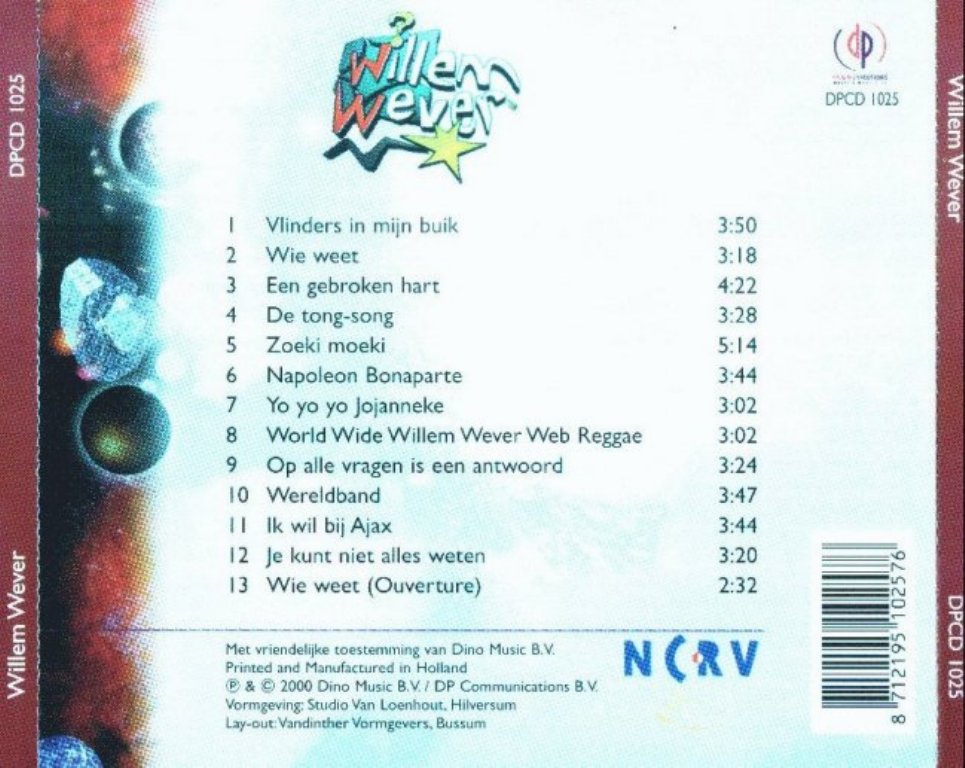 ? Willem
Wever
dp
DPCD 1025
DPCD 1025
Willem Wever
1 Vlinders in mijn buik 3:50
2 Wie weet 3:18
3 Een gebroken hart 4:22
4 De tong-song 3:28
5 Zoeki moeki 5:14
6 Napoleon Bonaparte 3:44
7 Yo yo yo Jojanneke 3:02
8 World Wide Willem Wever Web Reggae 3:02
9 Op alle vragen is een antwoord 3:24
10 Wereldband 3:47
11 Ik wil bij Ajax 3:44
12 Je kunt niet alles weten 3:20
13 Wie weet (Ouverture) 2:32
Met vriendelijke toestemming van Dino Music B.V.
Printed and Manufactured in Holland
℗ & © 2000 Dino Music B.V. / DP Communications B.V.
Vormgeving: Studio Van Loenhout, Hilversum
Lay-out: Vandinther Vormgevers, Bussum
NCRV
8 712195 102576
Willem Wever
DPCD 1025